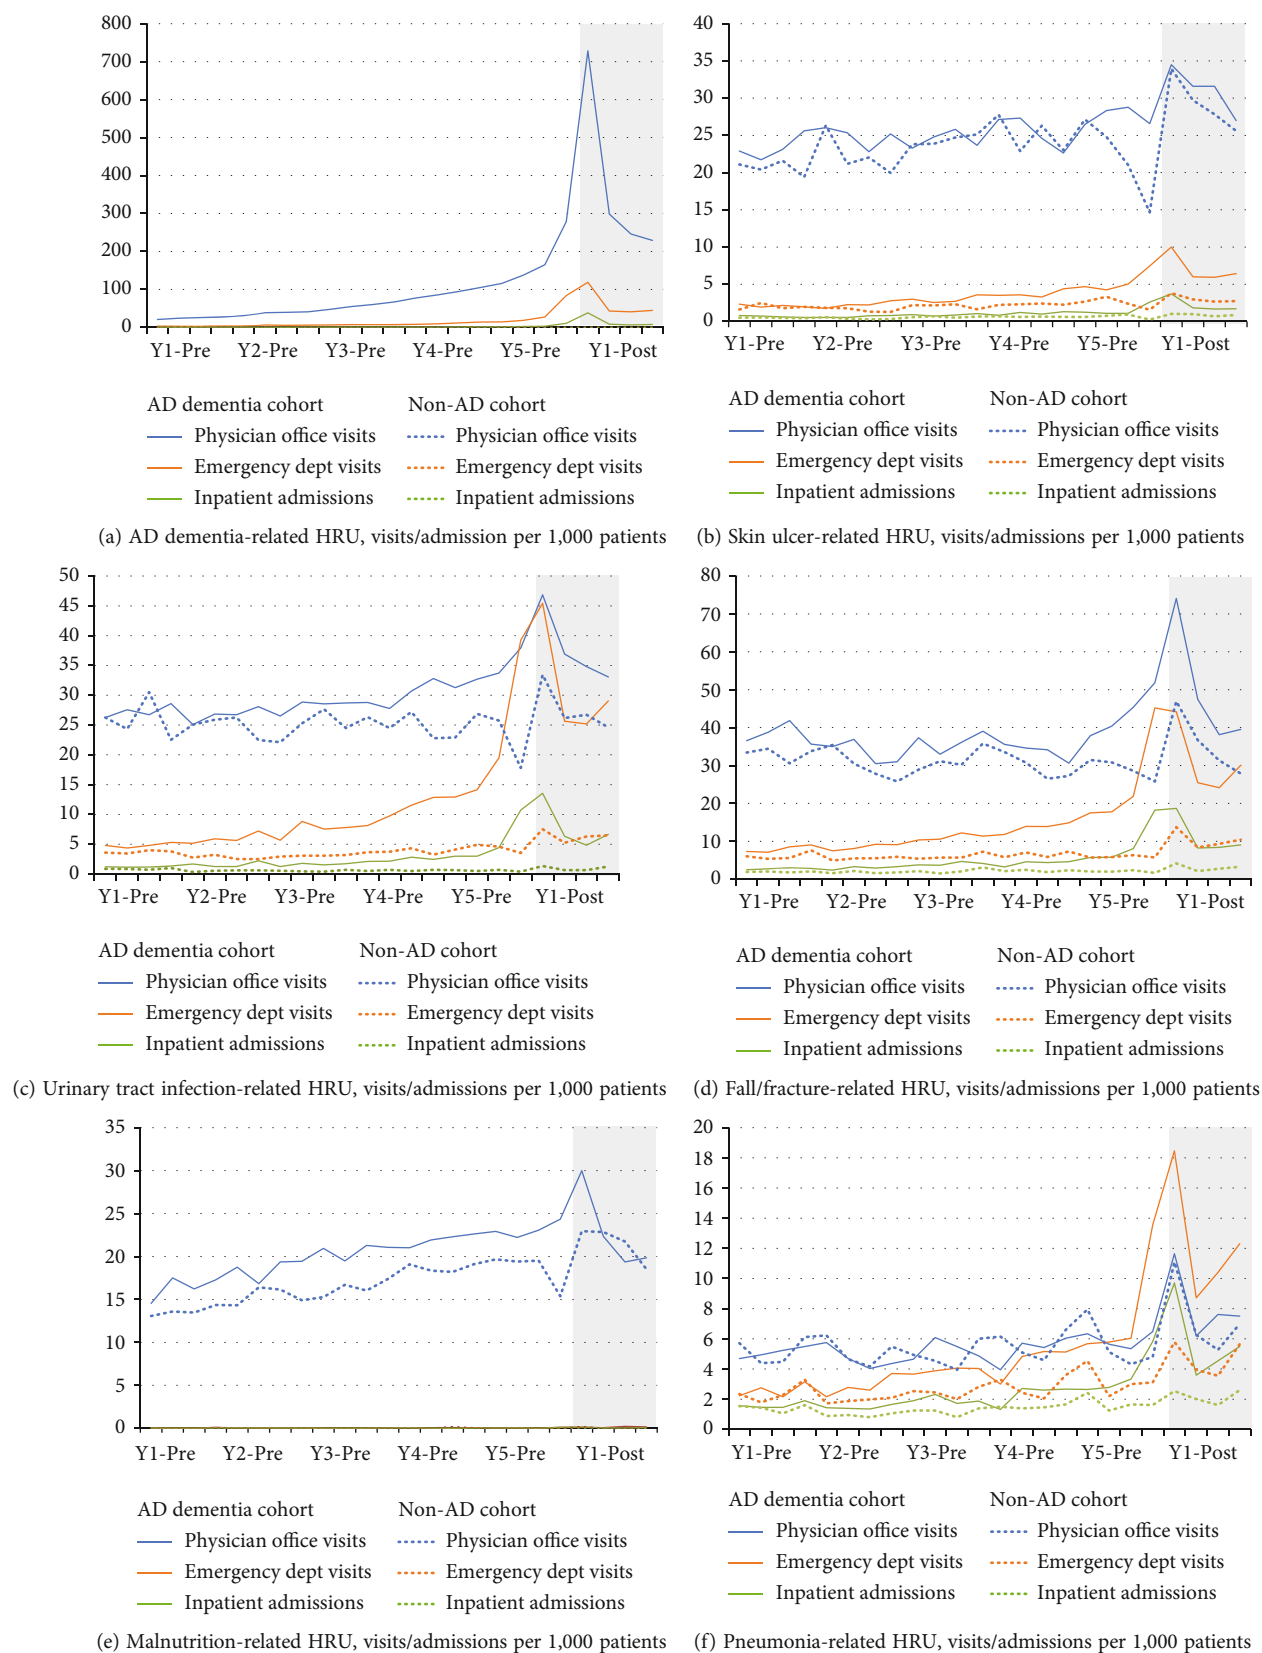 800
700
600
500
400
300
200
100
0
Y1-Pre Y2-Pre Y3-Pre Y4-Pre Y5-Pre Y1-Post
AD dementia cohort Non-AD cohort
Physician office visits Physician office visits
Emergency dept visits Emergency dept visits
Inpatient admissions Inpatient admissions
(a) AD dementia-related HRU, visits/admission per 1,000 patients
40
35
30
25
20
15
10
5
0
Y1-Pre Y2-Pre Y3-Pre Y4-Pre Y5-Pre Y1-Post
AD dementia cohort Non-AD cohort
Physician office visits Physician office visits
Emergency dept visits Emergency dept visits
Inpatient admissions Inpatient admissions
(b) Skin ulcer-related HRU, visits/admissions per 1,000 patients
50
45
40
35
30
25
20
15
10
5
0
Y1-Pre Y2-Pre Y3-Pre Y4-Pre Y5-Pre Y1-Post
AD dementia cohort Non-AD cohort
Physician office visits Physician office visits
Emergency dept visits Emergency dept visits
Inpatient admissions Inpatient admissions
(c) Urinary tract infection-related HRU, visits/admissions per 1,000 patients
80
70
60
50
40
30
20
10
0
Y1-Pre Y2-Pre Y3-Pre Y4-Pre Y5-Pre Y1-Post
AD dementia cohort Non-AD cohort
Physician office visits Physician office visits
Emergency dept visits Emergency dept visits
Inpatient admissions Inpatient admissions
(d) Fall/fracture-related HRU, visits/admissions per 1,000 patients
35
30
25
20
15
10
5
0
Y1-Pre Y2-Pre Y3-Pre Y4-Pre Y5-Pre Y1-Post
AD dementia cohort Non-AD cohort
Physician office visits Physician office visits
Emergency dept visits Emergency dept visits
Inpatient admissions Inpatient admissions
(e) Malnutrition-related HRU, visits/admissions per 1,000 patients
20
18
16
14
12
10
8
6
4
2
0
Y1-Pre Y2-Pre Y3-Pre Y4-Pre Y5-Pre Y1-Post
AD dementia cohort Non-AD cohort
Physician office visits Physician office visits
Emergency dept visits Emergency dept visits
Inpatient admissions Inpatient admissions
(f) Pneumonia-related HRU, visits/admissions per 1,000 patients